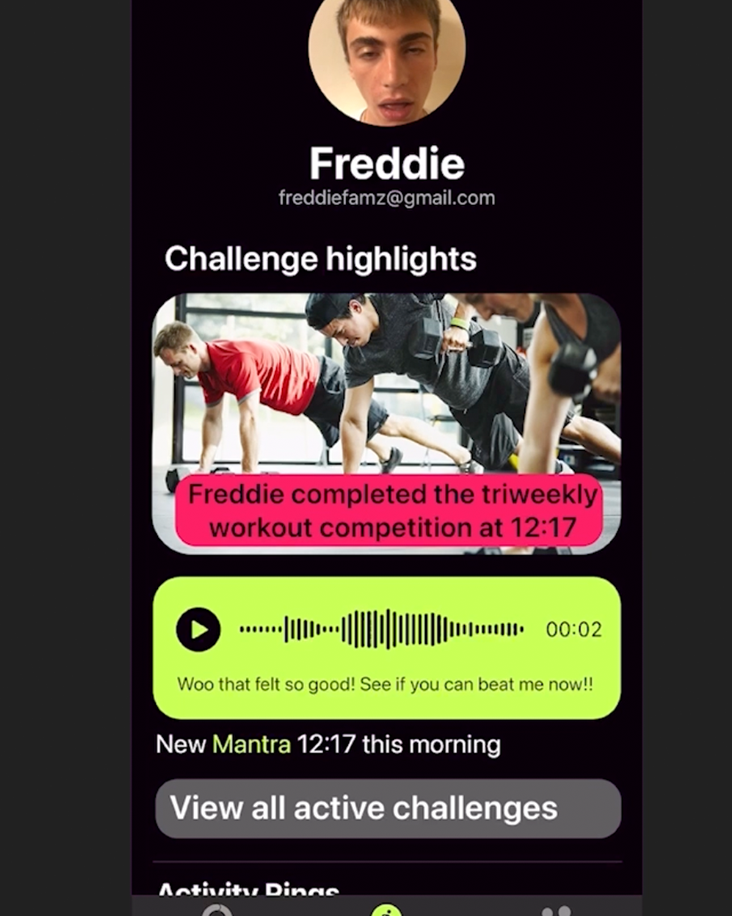 Freddie
freddiefamz@gmail.com
Challenge highlights
Freddie completed the triweekly
workout competition at 12:17
00:02
Woo that felt so good! See if you can beat me now!!
New Mantra 12:17 this morning
View all active challenges
Activity Rings